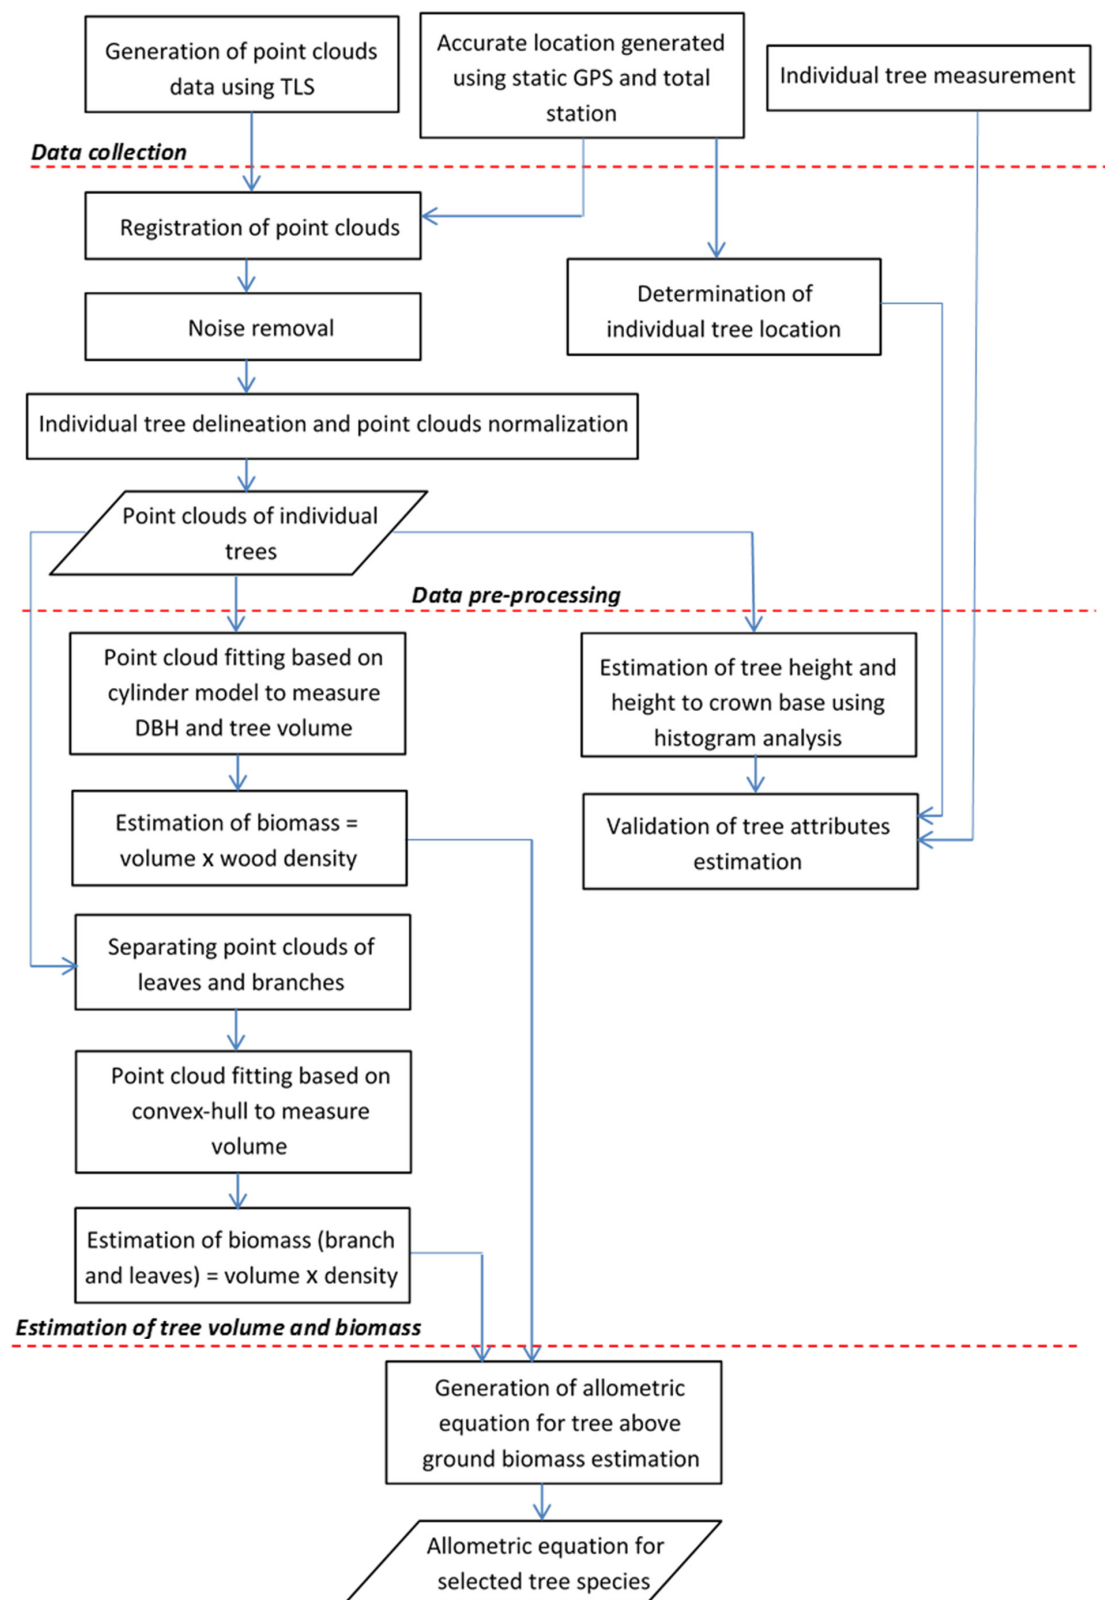 Generation of point clouds
data using TLS
Accurate location generated
using static GPS and total
station
Individual tree measurement
Data collection
Registration of point clouds
Noise removal
Determination of
individual tree location
Individual tree delineation and point clouds normalization
Point clouds of individual
trees
Data pre-processing
Point cloud fitting based on
cylinder model to measure
DBH and tree volume
Estimation of tree height and
height to crown base using
histogram analysis
Estimation of biomass =
volume x wood density
Validation of tree attributes
estimation
Separating point clouds of
leaves and branches
Point cloud fitting based on
convex-hull to measure
volume
Estimation of biomass (branch
and leaves) = volume x density
Estimation of tree volume and biomass
Generation of allometric
equation for tree above
ground biomass estimation
Allometric equation for
selected tree species